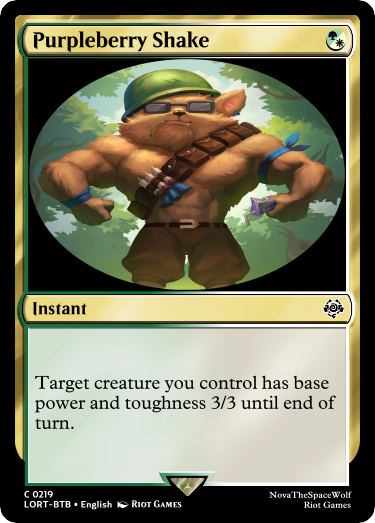 Purpleberry Shake
Instant
Target creature you control has base
power and toughness 3/3 until end of
turn.
C 0219
LORT-BTB • English Riot Games
NovaTheSpaceWolf
Riot Games